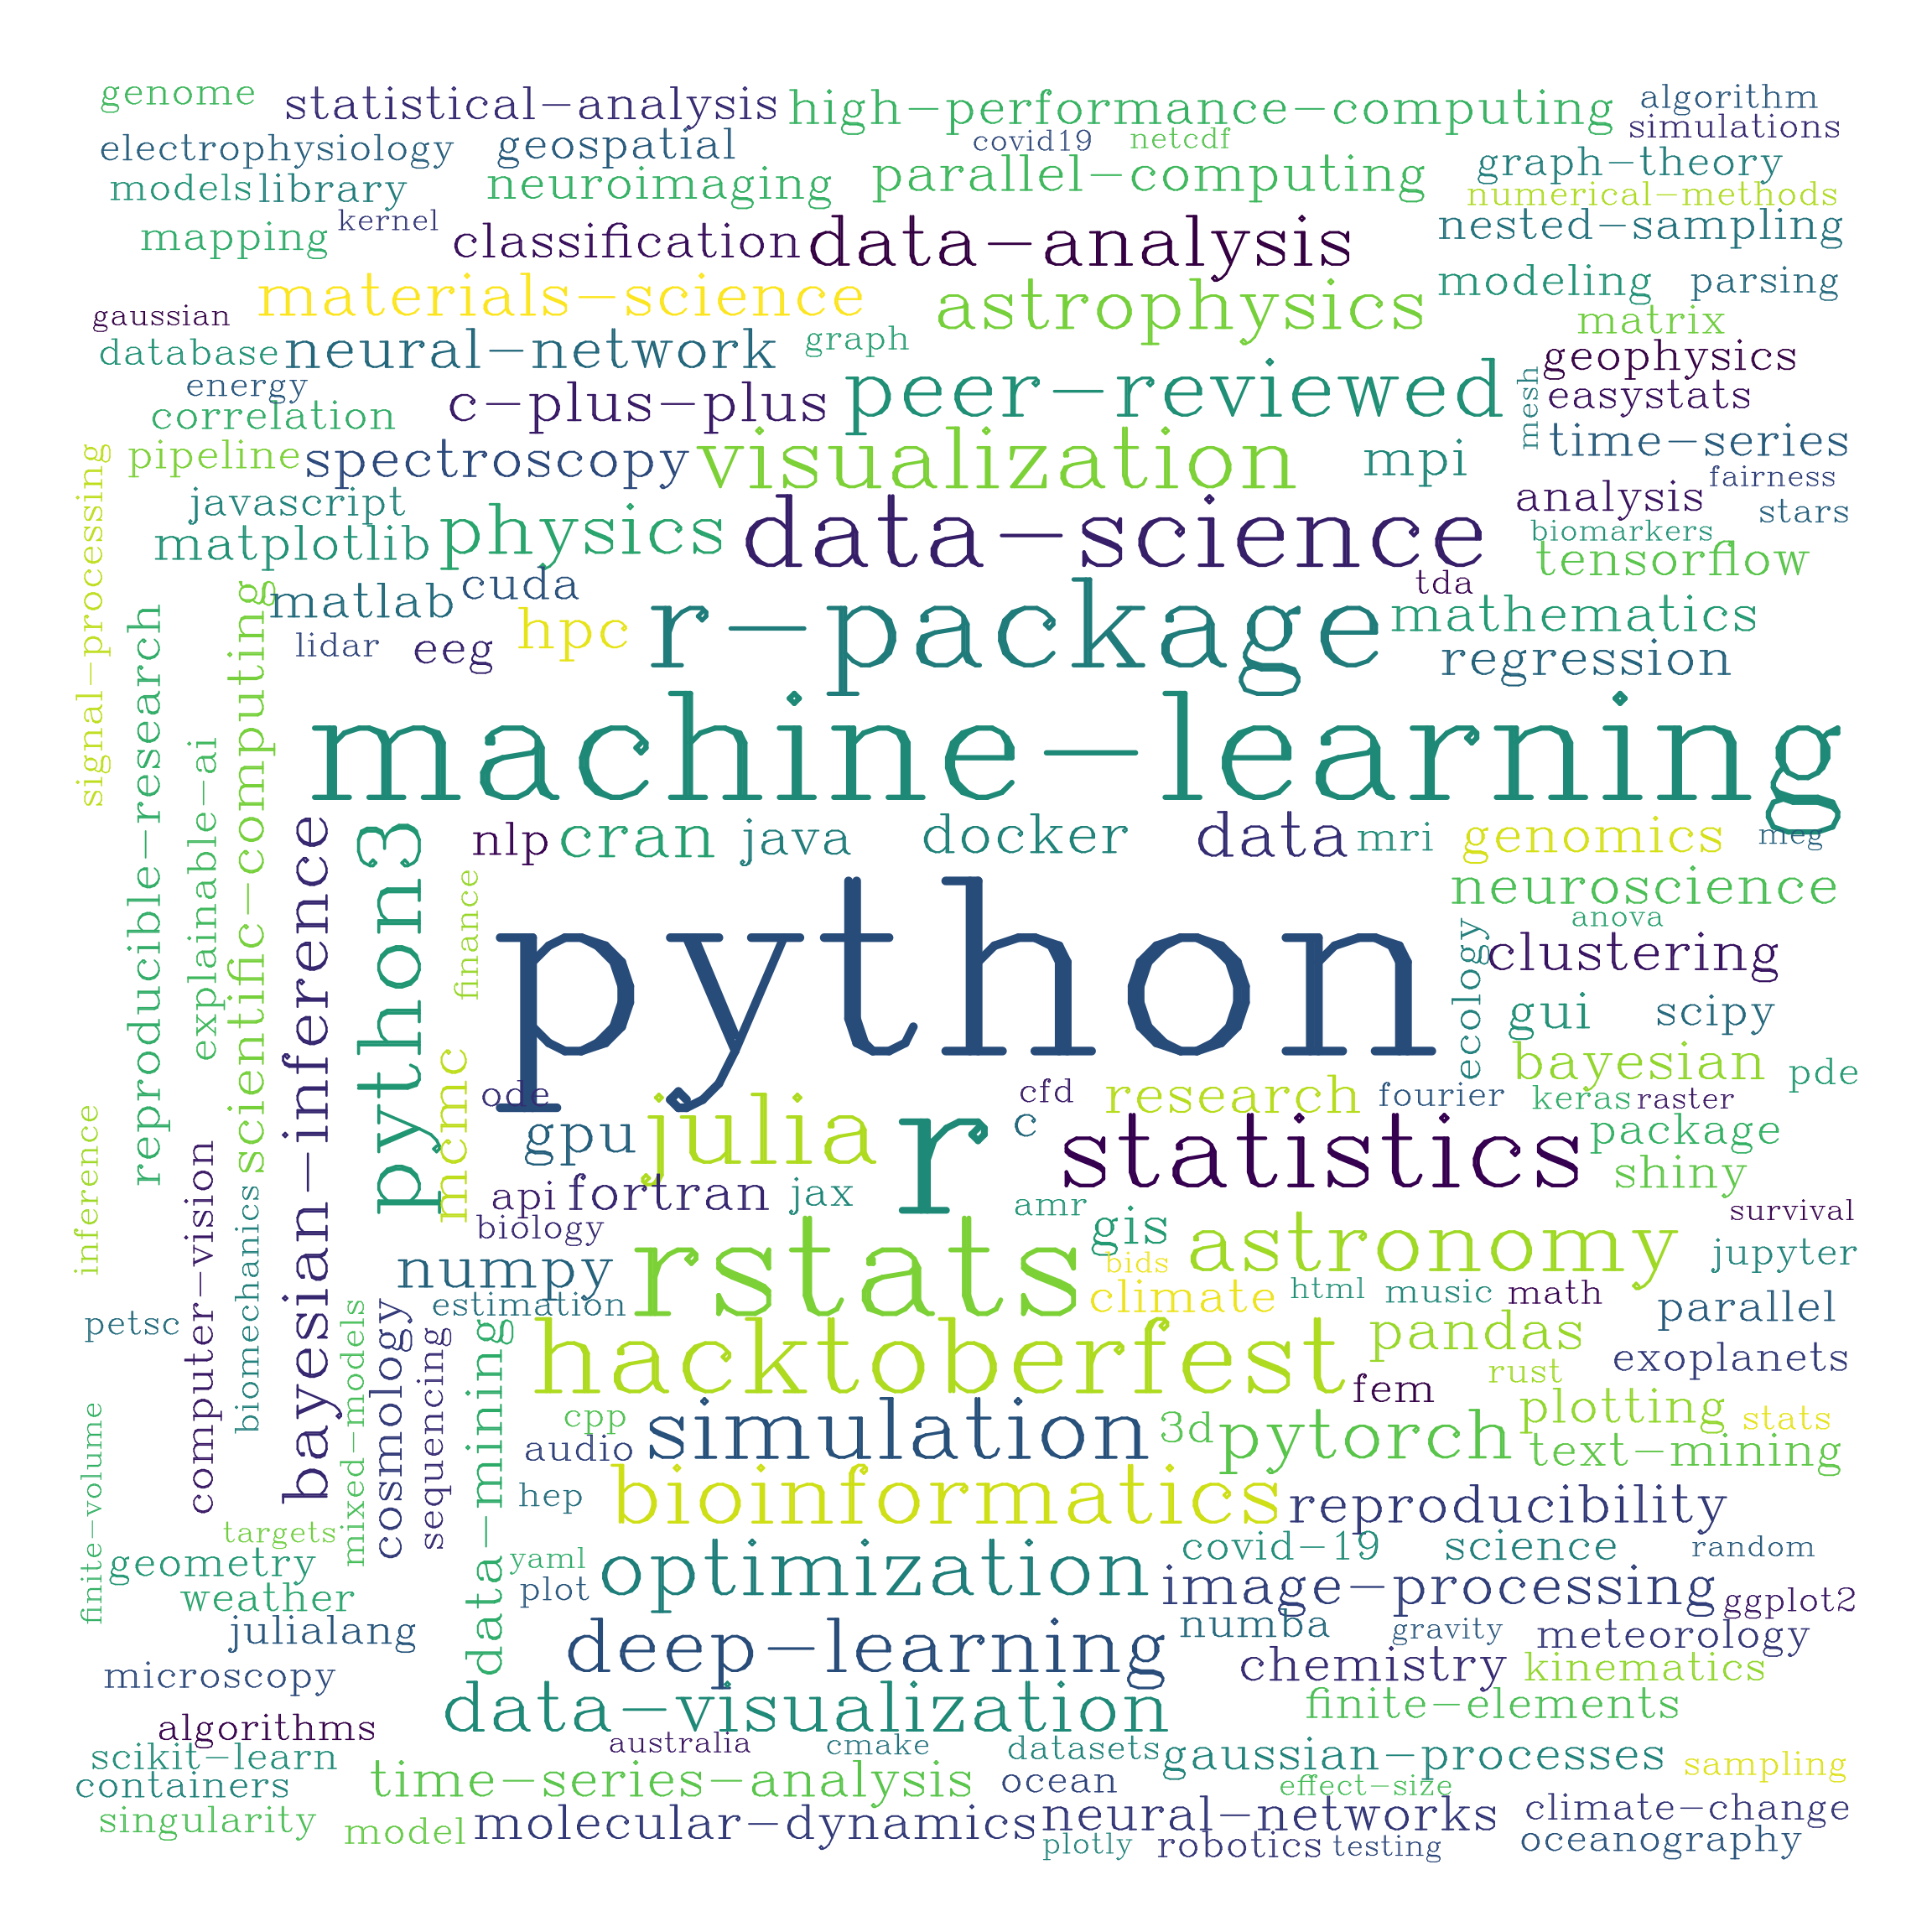 genome statistical-analysis high-performance-computing algorithm
covid19 netcdf simulations
electrophysiology geospatial graph-theory
models library neuroimaging parallel-computing numerical-methods
kernel nested-sampling
mapping classification data-analysis
modeling parsing
materials-science astrophysics
gaussian matrix
database neural-network graph geophysics
energy c-plus-plus peer-reviewed mesh easystats
correlation
pipeline spectroscopy visualization mpi time-series
fairness
javascript analysis stars
matplotlib physics data-science biomarkers
tensorflow
signal-processing
matlab cuda tda
reproducible-research
scientific-computing
lidar eeg hpc r-package mathematics
regression
explainable-ai
machine-learning
bayesian-inference
python3
nlp cran java docker data mri genomics meg
finance
neuroscience
anova
python ecology clustering
gui scipy
mcmc
bayesian pde
ode cfd research fourier keras raster
inference
gpu julia r c statistics package
computer-vision
shiny
biomechanics
api fortran jax amr survival
biology rstats gis astronomy jupyter
numpy bids
estimation climate html music math parallel
petsc
mixed-models
cosmology
sequencing
data-mining
hacktoberfest pandas exoplanets
rust
fem
finite-volume
cpp simulation 3d pytorch plotting stats
audio text-mining
hep bioinformatics reproducibility
targets
geometry yaml optimization covid-19 science random
weather plot image-processing ggplot2
julialang numba gravity meteorology
microscopy deep-learning chemistry kinematics
data-visualization finite-elements
algorithms australia cmake datasets
scikit-learn gaussian-processes sampling
containers time-series-analysis ocean effect-size
singularity model molecular-dynamics neural-networks climate-change
plotly robotics testing oceanography